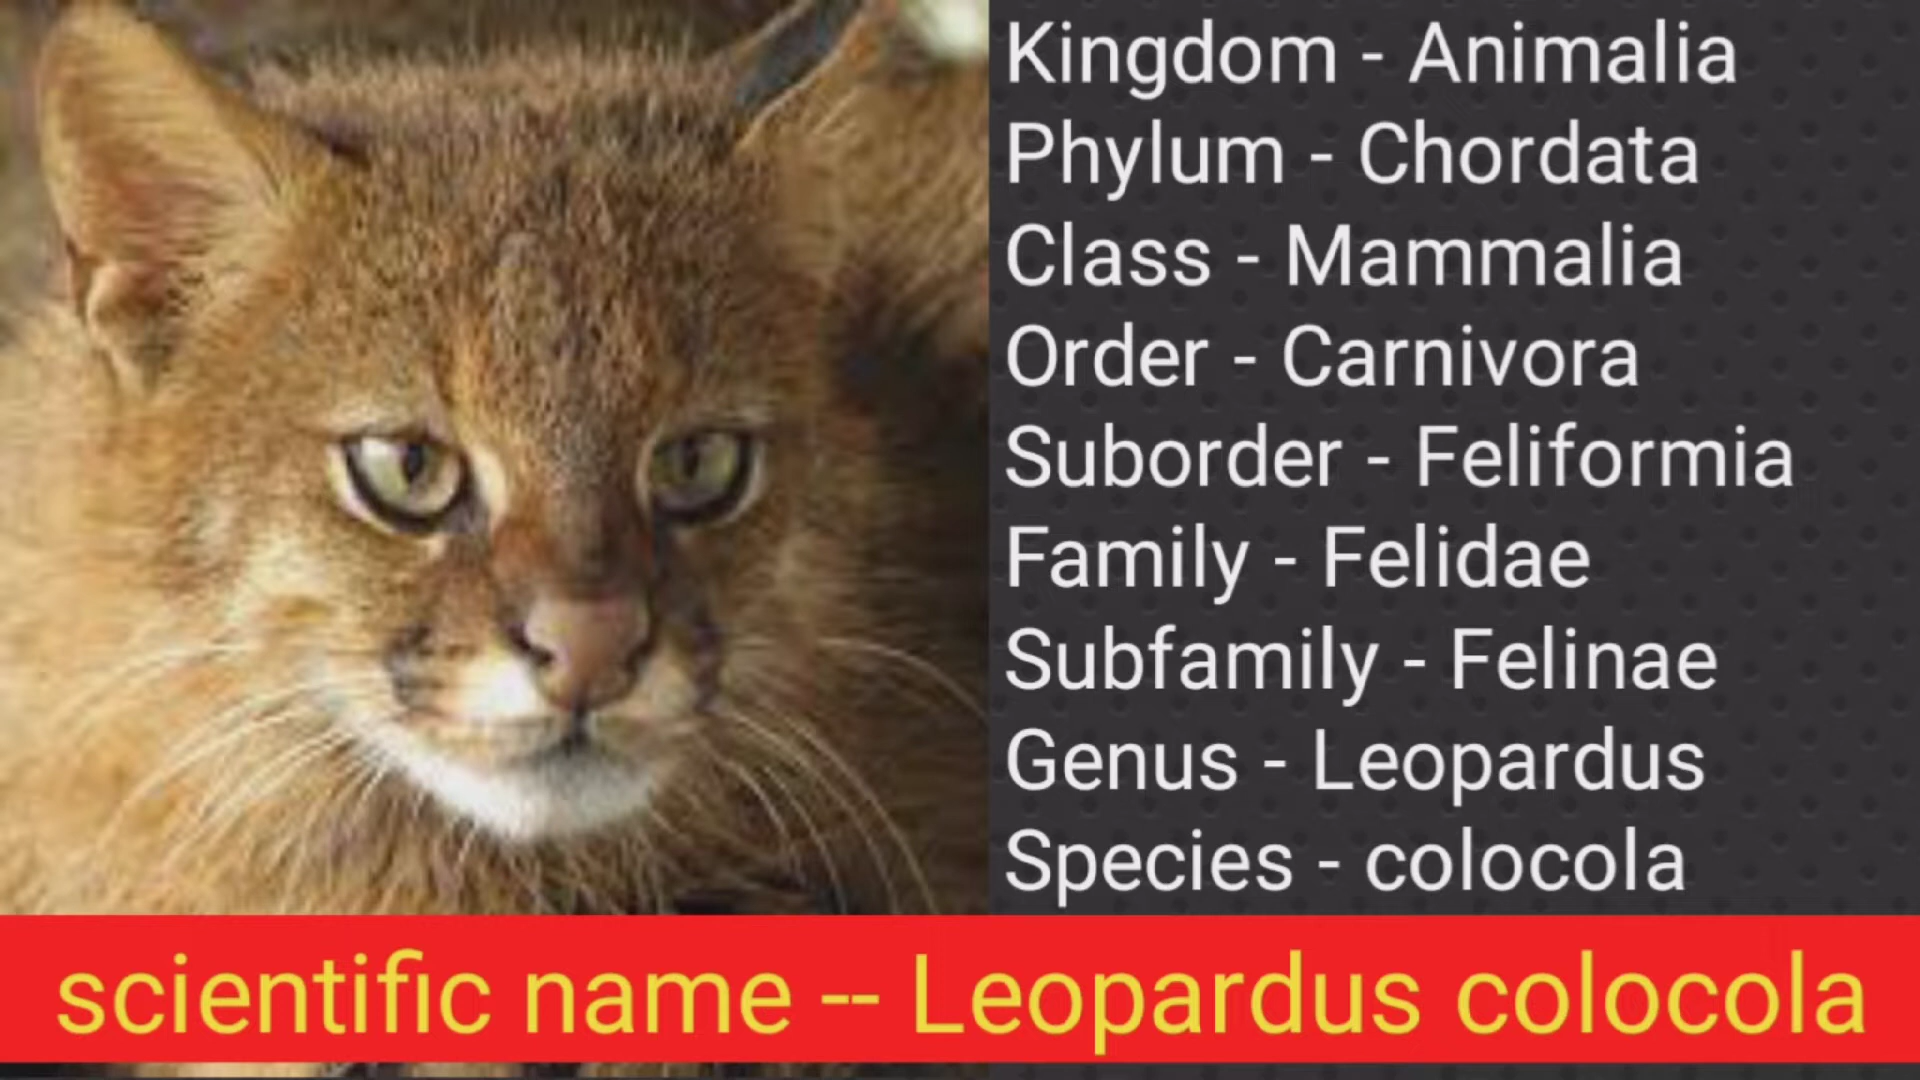 Kingdom - Animalia
Phylum - Chordata
Class - Mammalia
Order - Carnivora
Suborder - Feliformia
Family - Felidae
Subfamily - Felinae
Genus - Leopardus
Species - colocola
scientific name -- Leopardus colocola